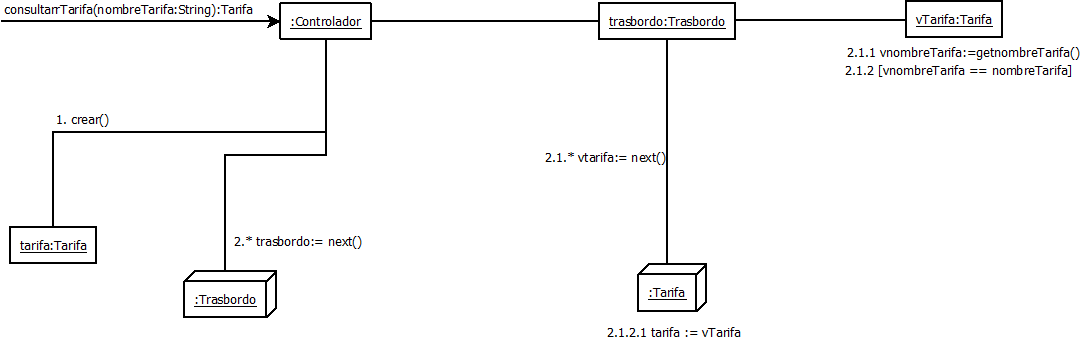 consultarrTarifa(nombreTarifa:String):Tarifa
:Controlador
trasbordo:Trasbordo
vTarifa:Tarifa
2.1.1 vnombreTarifa:=getnombreTarifa()
2.1.2 [vnombreTarifa == nombreTarifa]
1. crear()
2.1.* vtarifa:= next()
tarifa:Tarifa
2.* trasbordo:= next()
:Trasbordo
:Tarifa
2.1.2.1 tarifa := vTarifa